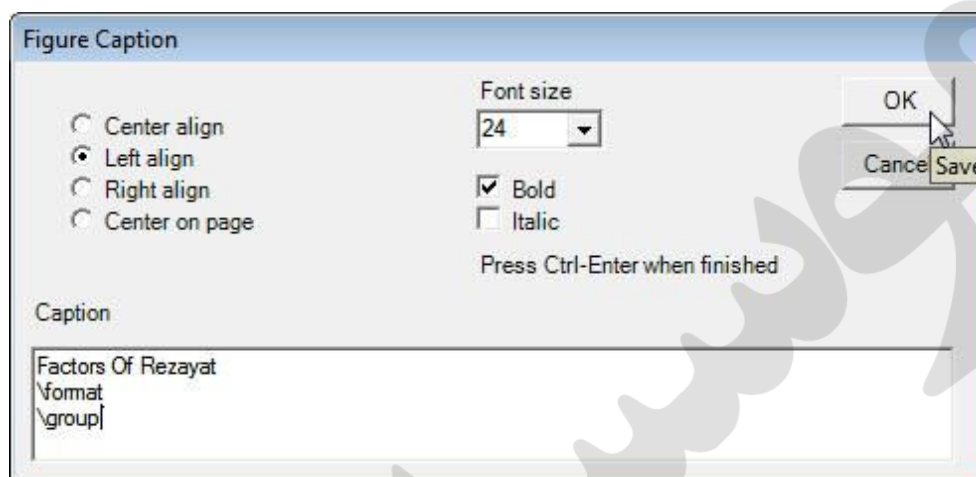 Figure Caption
Center align
Left align
Right align
Center on page
Font size
24
Bold
Italic
Press Ctrl-Enter when finished
OK
Cancel
Save
Caption
Factors Of Rezayat
\format
\group